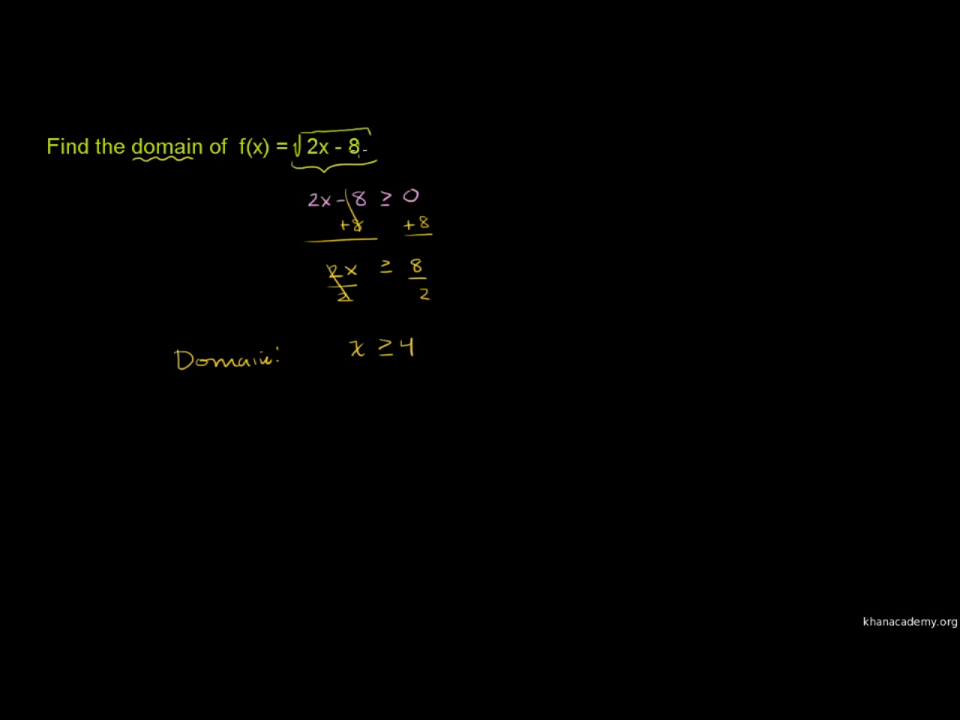 Find the domain of f(x) = √2x - 8
2x - 8 ≥ 0
+8 +8
2x ≥ 8
2 2
Domain: x ≥ 4
khanacademy.org